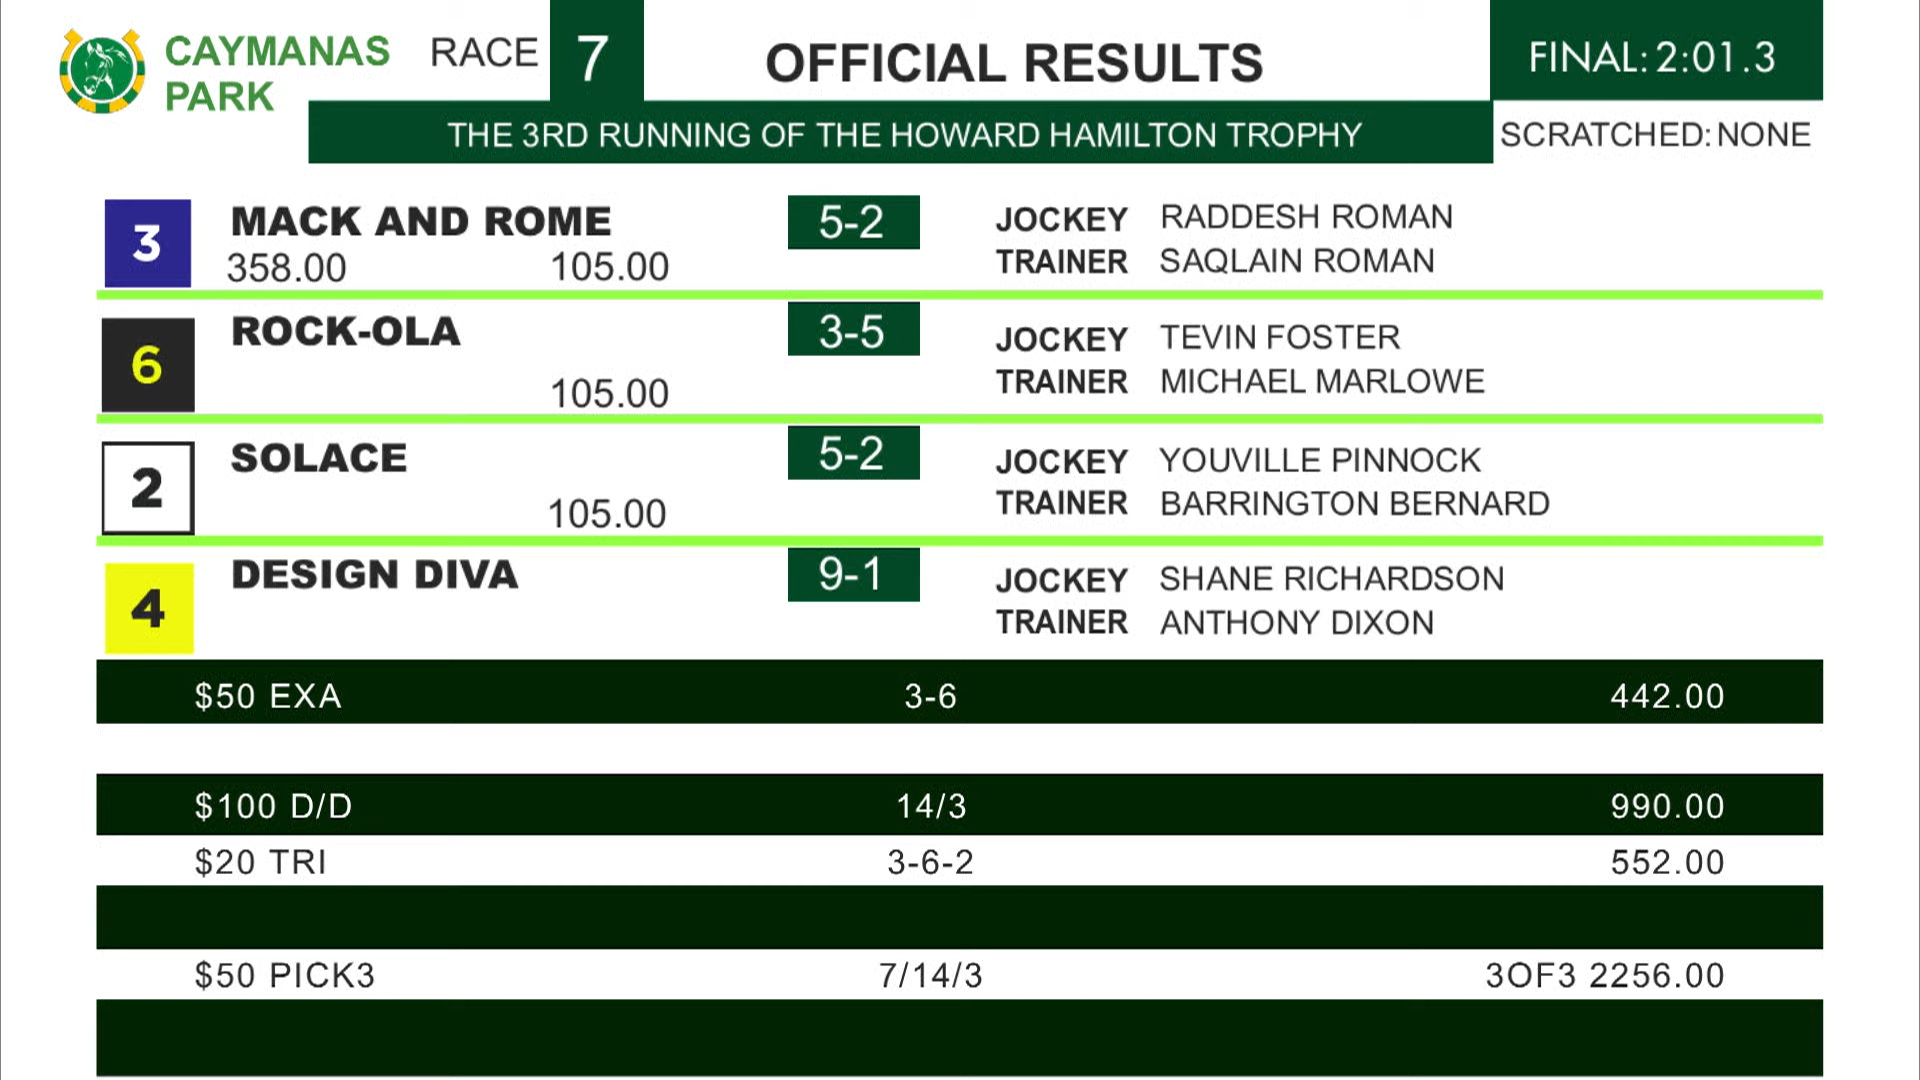 CAYMANAS PARK
RACE 7
OFFICIAL RESULTS
FINAL: 2:01.3
THE 3RD RUNNING OF THE HOWARD HAMILTON TROPHY
SCRATCHED: NONE
3 MACK AND ROME 5-2 JOCKEY RADDESH ROMAN
358.00 105.00 TRAINER SAQLAIN ROMAN
6 ROCK-OLA 3-5 JOCKEY TEVIN FOSTER
105.00 TRAINER MICHAEL MARLOWE
2 SOLACE 5-2 JOCKEY YOUVILLE PINNOCK
105.00 TRAINER BARRINGTON BERNARD
4 DESIGN DIVA 9-1 JOCKEY SHANE RICHARDSON
TRAINER ANTHONY DIXON
$50 EXA 3-6 442.00
$100 D/D 14/3 990.00
$20 TRI 3-6-2 552.00
$50 PICK3 7/14/3 3OF3 2256.00